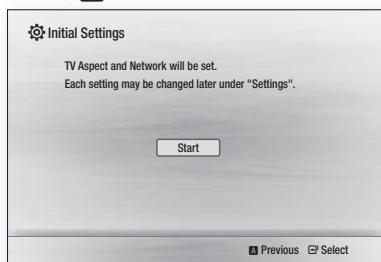 Initial Settings
TV Aspect and Network will be set.
Each setting may be changed later under "Settings".
Start
A Previous Select